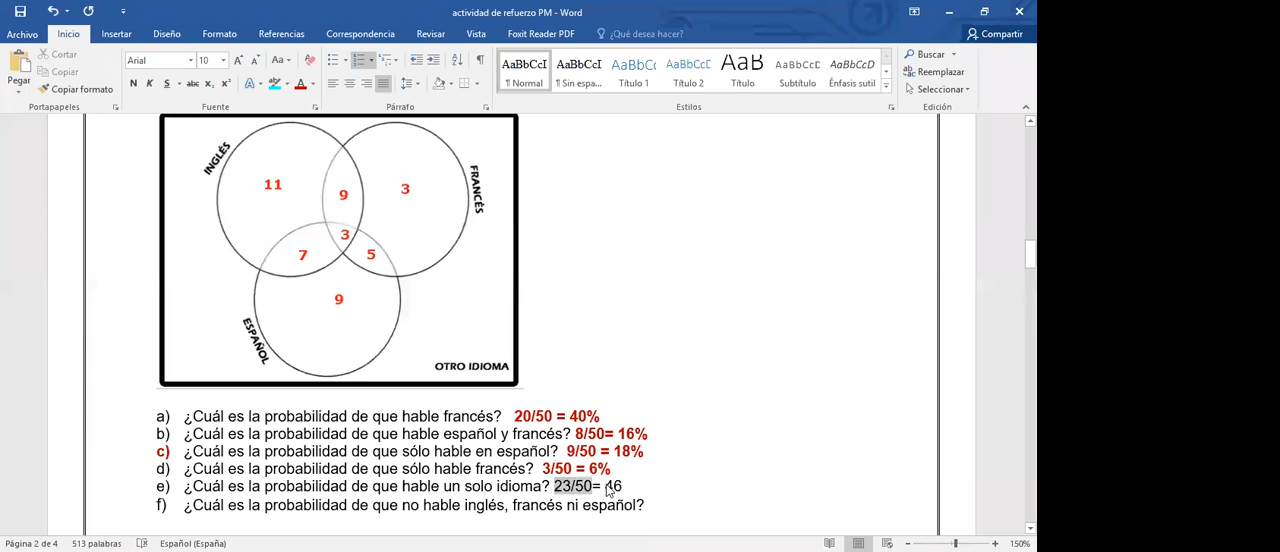 actividad de refuerzo PM - Word
Archivo Inicio Insertar Diseño Formato Referencias Correspondencia Revisar Vista Foxit Reader PDF ¿Qué desea hacer? Compartir
Pegar
Cortar
Copiar
Copiar formato
Arial 10
N K S abc x₂ x²
AaBbCcI AaBbCcI AaBbCc AaBbCcI AaB AaBbCcC AaBbCcD
¶ Normal ¶ Sin espa... Título 1 Título 2 Título Subtítulo Énfasis sutil
Buscar
Reemplazar
Seleccionar
Portapapeles Fuente Párrafo Estilos Edición
INGLÉS
FRANCÉS
11
9
3
3
7
5
9
ESPAÑOL
OTRO IDIOMA
a) ¿Cuál es la probabilidad de que hable francés? 20/50 = 40%
b) ¿Cuál es la probabilidad de que hable español y francés? 8/50= 16%
c) ¿Cuál es la probabilidad de que sólo hable en español? 9/50 = 18%
d) ¿Cuál es la probabilidad de que sólo hable francés? 3/50 = 6%
e) ¿Cuál es la probabilidad de que hable un solo idioma? 23/50= 46
f) ¿Cuál es la probabilidad de que no hable inglés, francés ni español?
Página 2 de 4 513 palabras Español (España) 150%